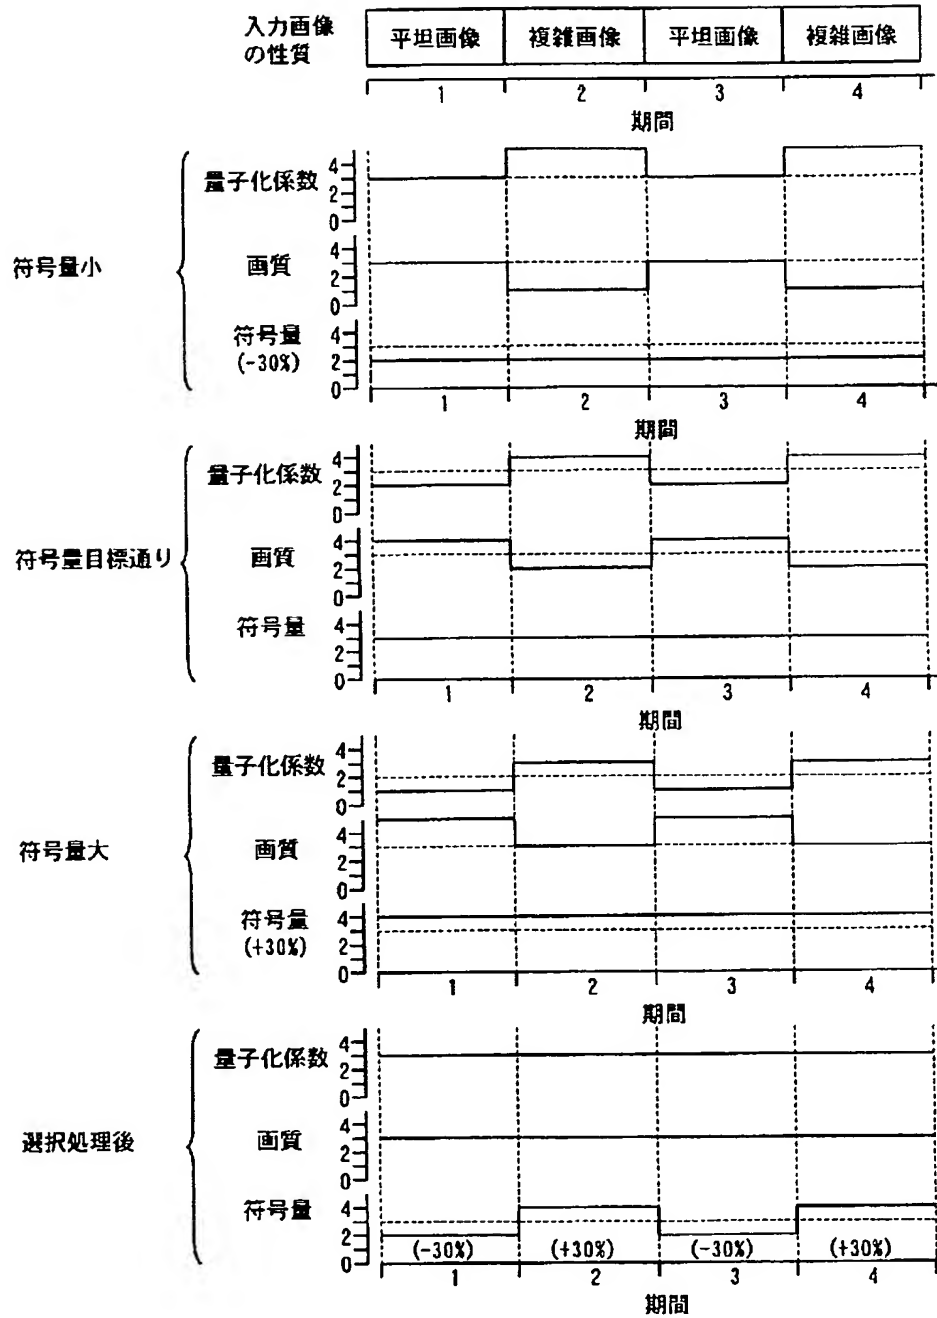 入力画像
の性質
平坦画像 複雑画像 平坦画像 複雑画像
1 2 3 4
期間
符号量小
量子化係数
4
2
0
画質
4
2
0
符号量
(-30%)
4
2
0
1 2 3 4
期間
符号量目標通り
量子化係数
4
2
0
画質
4
2
0
符号量
4
2
0
1 2 3 4
期間
符号量大
量子化係数
4
2
0
画質
4
2
0
符号量
(+30%)
4
2
0
1 2 3 4
期間
選択処理後
量子化係数
4
2
0
画質
4
2
0
符号量
4
2
0
(-30%) (+30%) (-30%) (+30%)
1 2 3 4
期間